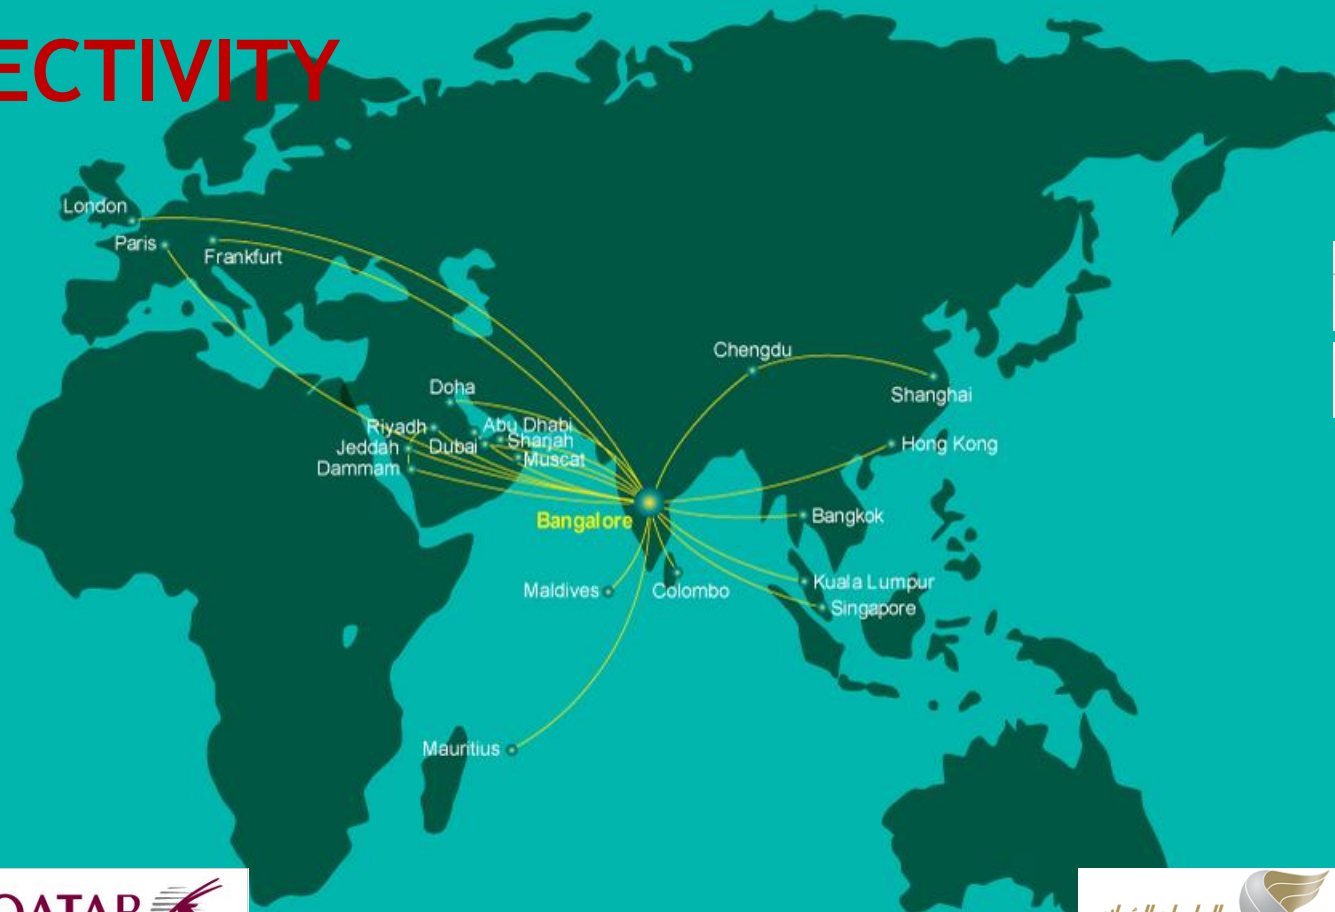 ECTIVITY
London
Paris
Frankfurt
Chengdu
Shanghai
Doha
Riyadh
Abu Dhabi
Jeddah
Dubai
Sharjah
Hong Kong
Dammam
Muscat
Bangalore
Bangkok
Maldives
Colombo
Kuala Lumpur
Singapore
Mauritius
QATAR